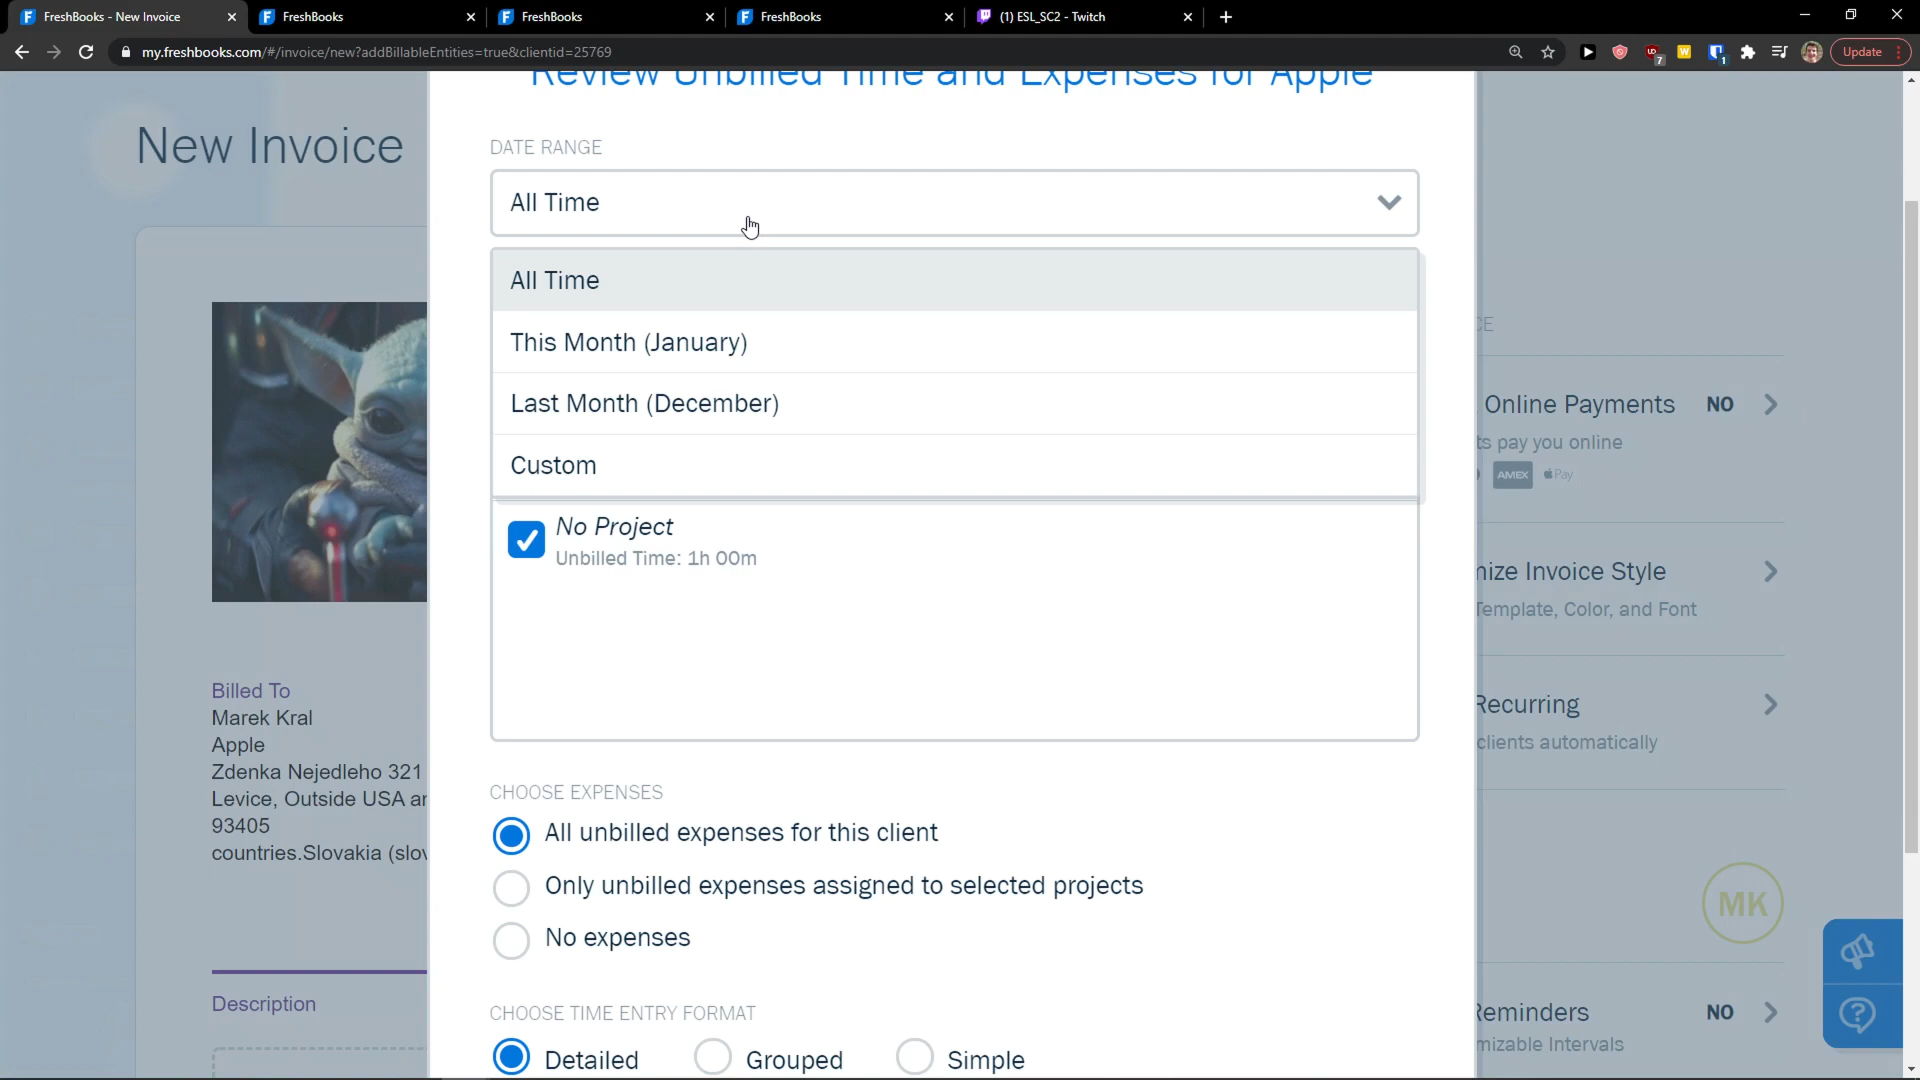 FreshBooks - New Invoice
FreshBooks
FreshBooks
FreshBooks
(1) ESL_SC2 - Twitch
my.freshbooks.com/#/invoice/new?addBillableEntities=true&clientid=25769
7
W
1
Update
Review Unbilled Time and Expenses for Apple
New Invoice
DATE RANGE
All Time
All Time
This Month (January)
Last Month (December)
Custom
No Project
Unbilled Time: 1h 00m
CHOOSE EXPENSES
All unbilled expenses for this client
Only unbilled expenses assigned to selected projects
No expenses
CHOOSE TIME ENTRY FORMAT
Detailed
Grouped
Simple
Billed To
Marek Kral
Apple
Zdenka Nejedleho 321
Levice, Outside USA ar
93405
countries.Slovakia (slov
Description
CE
Online Payments
NO
ts pay you online
AMEX
Pay
nize Invoice Style
Template, Color, and Font
Recurring
clients automatically
MK
Reminders
NO
mizable Intervals